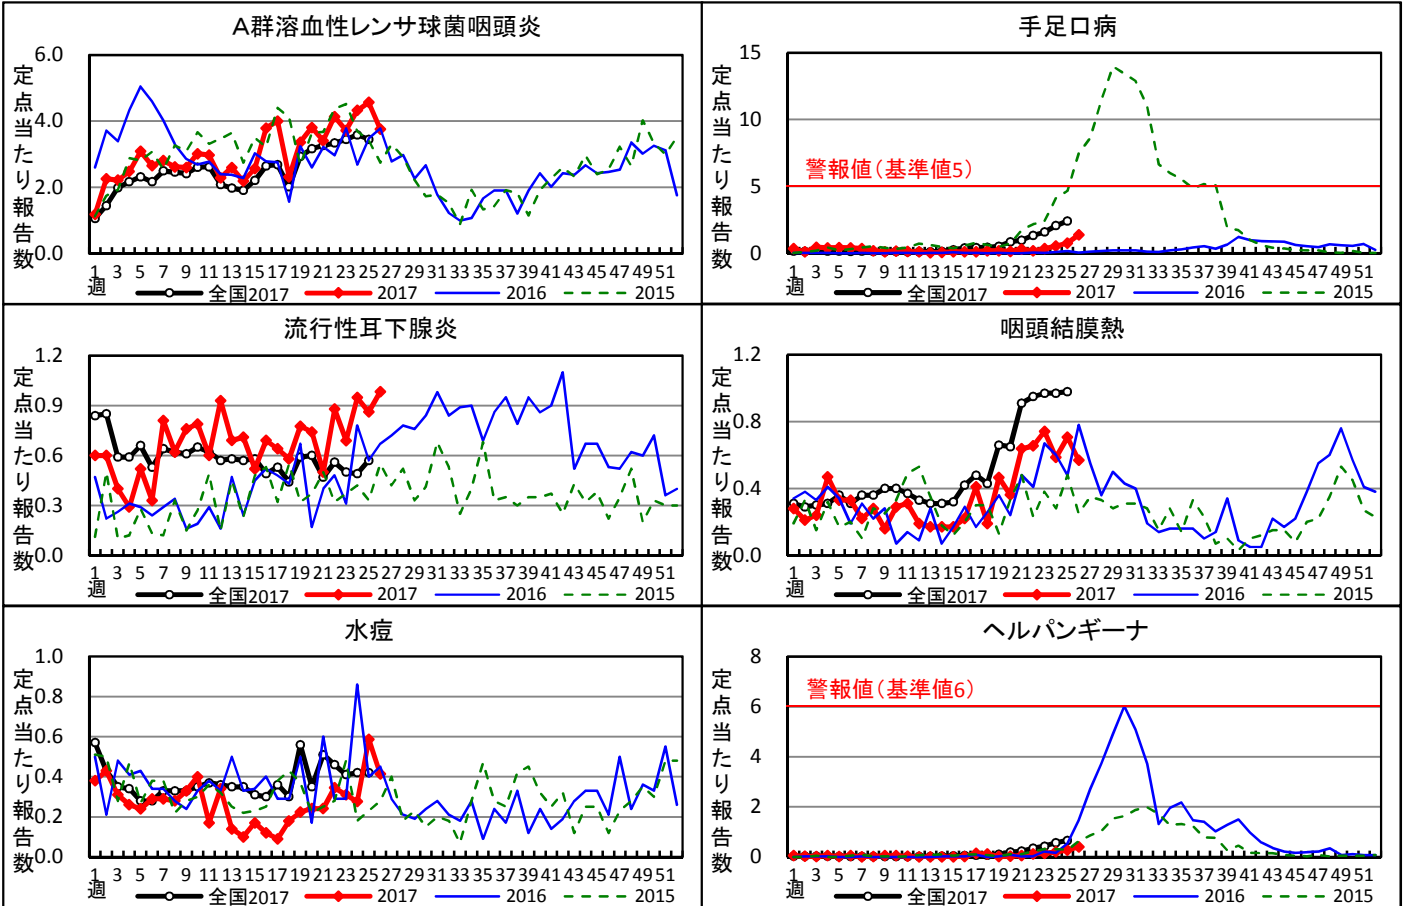 A群溶血性レンサ球菌咽頭炎
定点当たり報告数
6.0
4.0
2.0
0.0
1 3 5 7 9 11 13 15 17 19 21 23 25 27 29 31 33 35 37 39 41 43 45 47 49 51
週
全国2017 2017 2016 2015
手足口病
定点当たり報告数
15
10
5
0
警報値(基準値5)
1 3 5 7 9 11 13 15 17 19 21 23 25 27 29 31 33 35 37 39 41 43 45 47 49 51
週
全国2017 2017 2016 2015
流行性耳下腺炎
定点当たり報告数
1.2
0.9
0.6
0.3
0.0
1 3 5 7 9 11 13 15 17 19 21 23 25 27 29 31 33 35 37 39 41 43 45 47 49 51
週
全国2017 2017 2016 2015
咽頭結膜熱
定点当たり報告数
1.2
0.8
0.4
0.0
1 3 5 7 9 11 13 15 17 19 21 23 25 27 29 31 33 35 37 39 41 43 45 47 49 51
週
全国2017 2017 2016 2015
水痘
定点当たり報告数
1.0
0.8
0.6
0.4
0.2
0.0
1 3 5 7 9 11 13 15 17 19 21 23 25 27 29 31 33 35 37 39 41 43 45 47 49 51
週
全国2017 2017 2016 2015
ヘルパンギーナ
定点当たり報告数
8
6
4
2
0
警報値(基準値6)
1 3 5 7 9 11 13 15 17 19 21 23 25 27 29 31 33 35 37 39 41 43 45 47 49 51
週
全国2017 2017 2016 2015